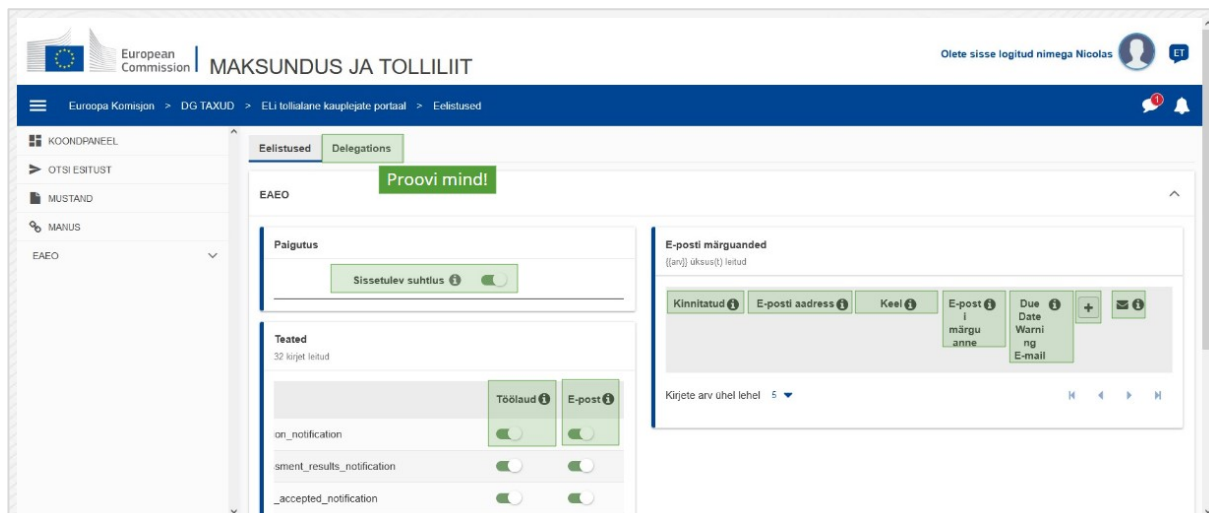 European
Commission
MAKSUNDUS JA TOLLILIIT
Olete sisse logitud nimega Nicolas
ET
Euroopa Komisjon > DG TAXUD > ELi tollialane kauplejate portaal > Eelistused
1
KOONDPANEEL
OTSI ESITUST
MUSTAND
MANUS
EAEO
Eelistused Delegations
Proovi mind!
EAEO
Paigutus
Sissetulev suhtlus
Teated
32 kirjet leitud
Töölaud E-post
on_notification
sment_results_notification
_accepted_notification
E-posti märguanded
{{arv}} üksus(t) leitud
Kinnitatud E-posti aadress Keel
E-post
i
märgu
anne
Due
Date
Warni
ng
E-mail
+
Kirjete arv ühel lehel 5